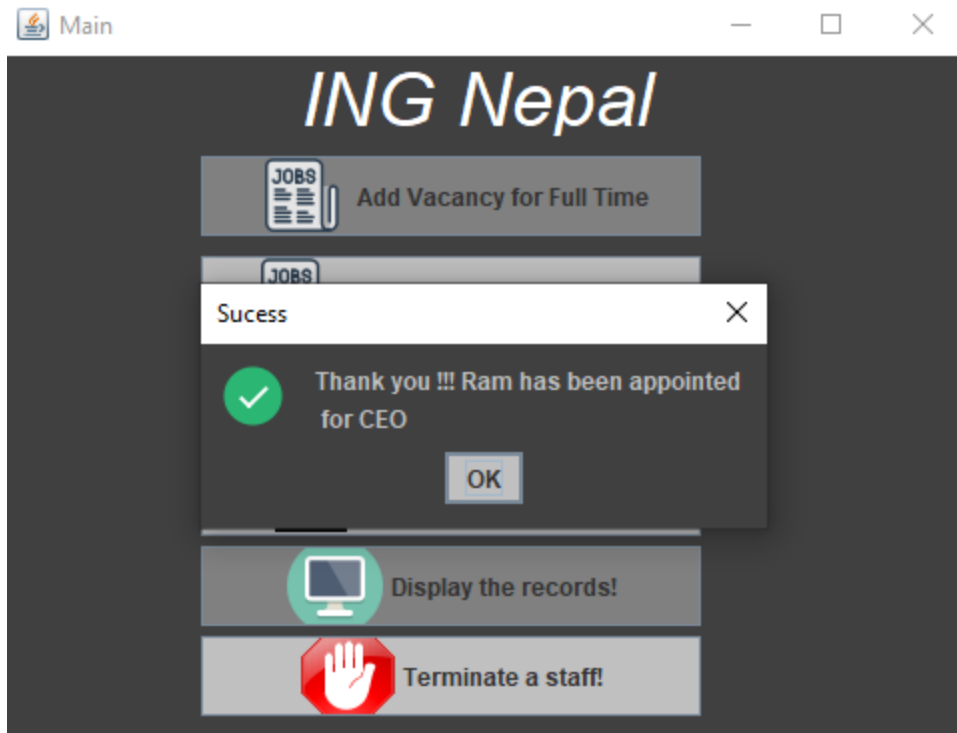 Main
ING Nepal
JOBS
Add Vacancy for Full Time
JOBS
Sucess
Thank you !!! Ram has been appointed
for CEO
OK
Display the records!
Terminate a staff!